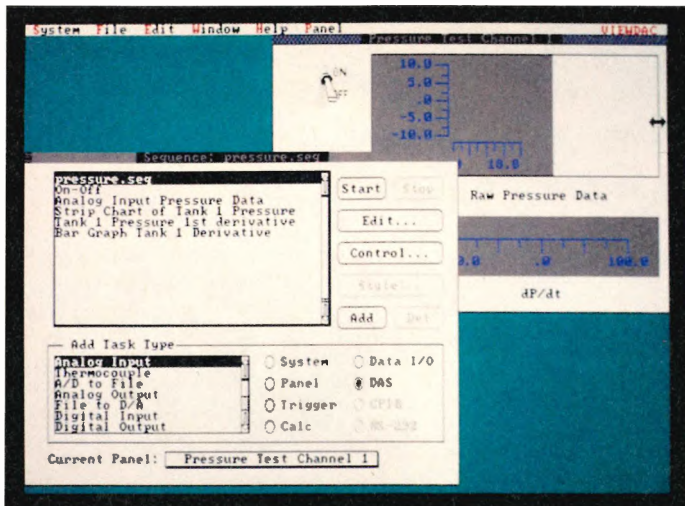 System File Edit Window Help Panel VIEWDAC
Pressure Test Channel 1
ON
OFF
10.0
5.0
.0
-5.0
-10.0
10.0
Raw Pressure Data
.0 100.0
dP/dt
Sequence: pressure.seq
pressure.seq
On-Off
Analog Input Pressure Data
Strip Chart of Tank 1 Pressure
Tank 1 Pressure 1st derivative
Bar Graph Tank 1 Derivative
Start Stop
Edit...
Control...
Style...
Add Del
Add Task Type
Analog Input
Thermocouple
A/D to File
Analog Output
File to D/A
Digital Input
Digital Output
System Data I/O
Panel DAS
Trigger GPIB
Calc RS-232
Current Panel: Pressure Test Channel 1